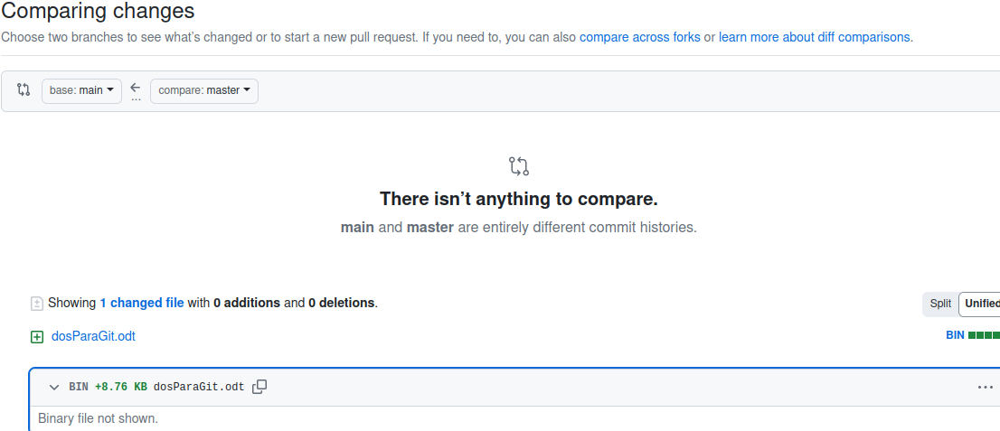 Comparing changes
Choose two branches to see what's changed or to start a new pull request. If you need to, you can also compare across forks or learn more about diff comparisons.
base: main ← compare: master
...
There isn't anything to compare.
main and master are entirely different commit histories.
Showing 1 changed file with 0 additions and 0 deletions.
Split Unified
dosParaGit.odt BIN
BIN +8.76 KB dosParaGit.odt ...
Binary file not shown.